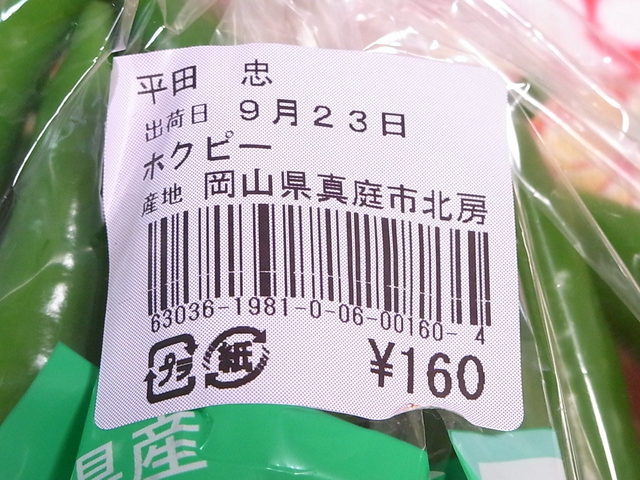 平田 忠
出荷日 9月23日
ホクピー
産地 岡山県真庭市北房
63036-1981-0-06-00160- 4
プラ 紙 ¥160
県産